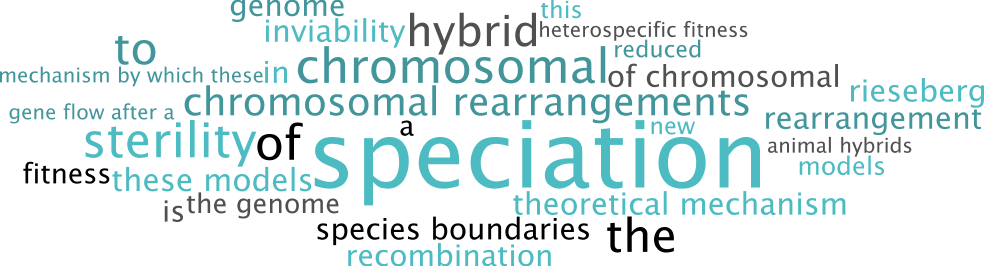 genome
this
inviability
hybrid
heterospecific fitness
to
reduced
mechanism by which these
in
chromosomal
of chromosomal
rieseberg
gene flow after a
chromosomal rearrangements
rearrangement
sterility
of
a
speciation
new
animal hybrids
models
fitness
these models
is
the genome
theoretical mechanism
species boundaries
the
recombination